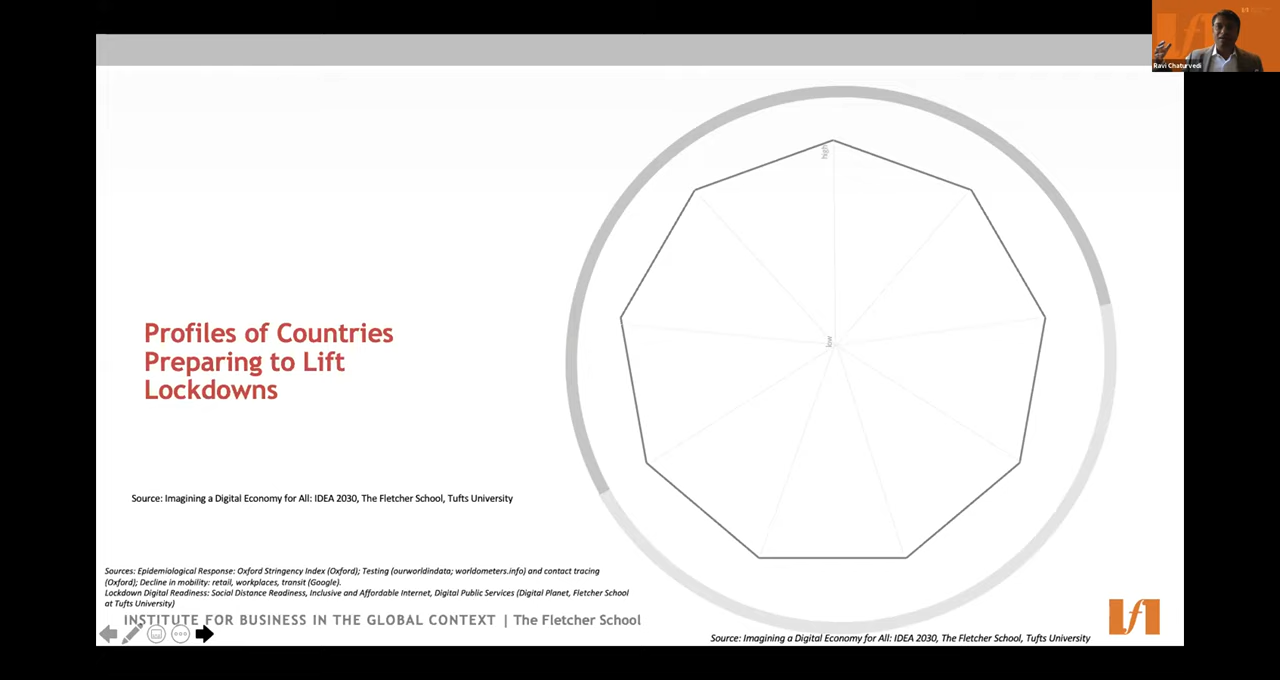 Ravi Chaturvedi
high
low
Profiles of Countries
Preparing to Lift
Lockdowns
Source: Imagining a Digital Economy for All: IDEA 2030, The Fletcher School, Tufts University
Sources: Epidemiological Response: Oxford Stringency Index (Oxford); Testing (ourworldindata; worldometers.info) and contact tracing
(Oxford); Decline in mobility: retail, workplaces, transit (Google).
Lockdown Digital Readiness: Social Distance Readiness, Inclusive and Affordable Internet, Digital Public Services (Digital Planet, Fletcher School
at Tufts University)
INSTITUTE FOR BUSINESS IN THE GLOBAL CONTEXT | The Fletcher School
Source: Imagining a Digital Economy for All: IDEA 2030, The Fletcher School, Tufts University